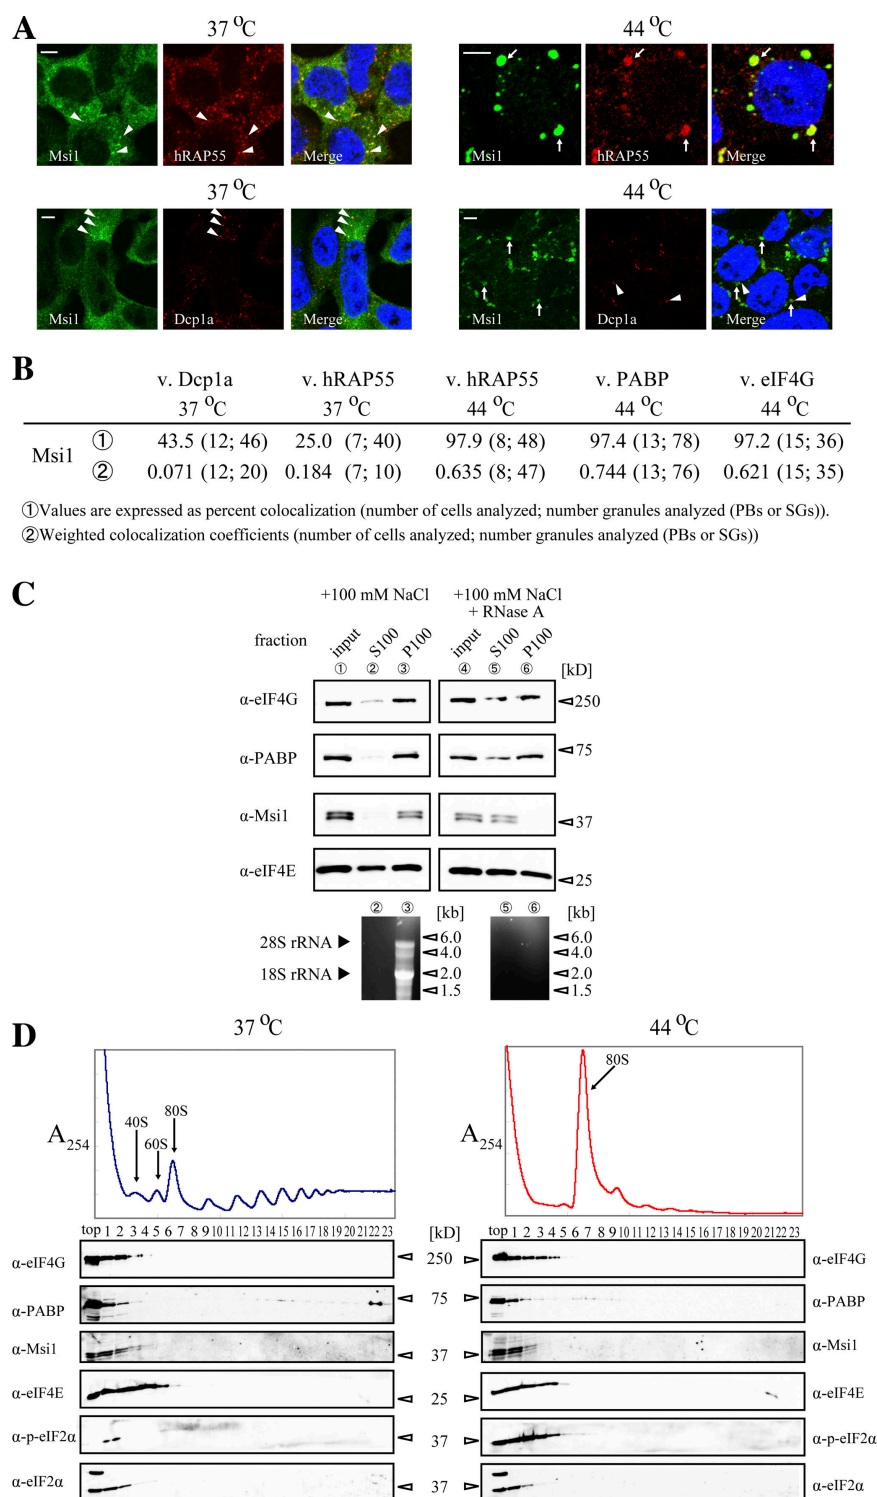 A
37 °C
44 °C
Msi1 hRAP55 Merge
Msi1 hRAP55 Merge
37 °C
44 °C
Msi1 Dcp1a Merge
Msi1 Dcp1a Merge
B
v. Dcp1a v. hRAP55 v. hRAP55 v. PABP v. eIF4G
37 °C 37 °C 44 °C 44 °C 44 °C
Msi1
① 43.5 (12; 46) 25.0 (7; 40) 97.9 (8; 48) 97.4 (13; 78) 97.2 (15; 36)
② 0.071 (12; 20) 0.184 (7; 10) 0.635 (8; 47) 0.744 (13; 76) 0.621 (15; 35)
①Values are expressed as percent colocalization (number of cells analyzed; number granules analyzed (PBs or SGs)).
②Weighted colocalization coefficients (number of cells analyzed; number granules analyzed (PBs or SGs))
C
+100 mM NaCl +100 mM NaCl
+ RNase A
fraction input S100 P100 input S100 P100
① ② ③ ④ ⑤ ⑥ [kD]
α-eIF4G 250
α-PABP 75
α-Msi1 37
α-eIF4E 25
② ③ [kb] ⑤ ⑥ [kb]
28S rRNA 6.0 6.0
4.0 4.0
18S rRNA 2.0 2.0
1.5 1.5
D
37 °C
44 °C
80S
80S
40S
60S
A254 A254
top 1 2 3 4 5 6 7 8 9 10 11 12 13 14 15 16 17 18 19 20 21 22 23 [kD] top 1 2 3 4 5 6 7 8 9 10 11 12 13 14 15 16 17 18 19 20 21 22 23
α-eIF4G 250 α-eIF4G
α-PABP 75 α-PABP
α-Msi1 37 α-Msi1
α-eIF4E 25 α-eIF4E
α-p-eIF2α 37 α-p-eIF2α
α-eIF2α 37 α-eIF2α